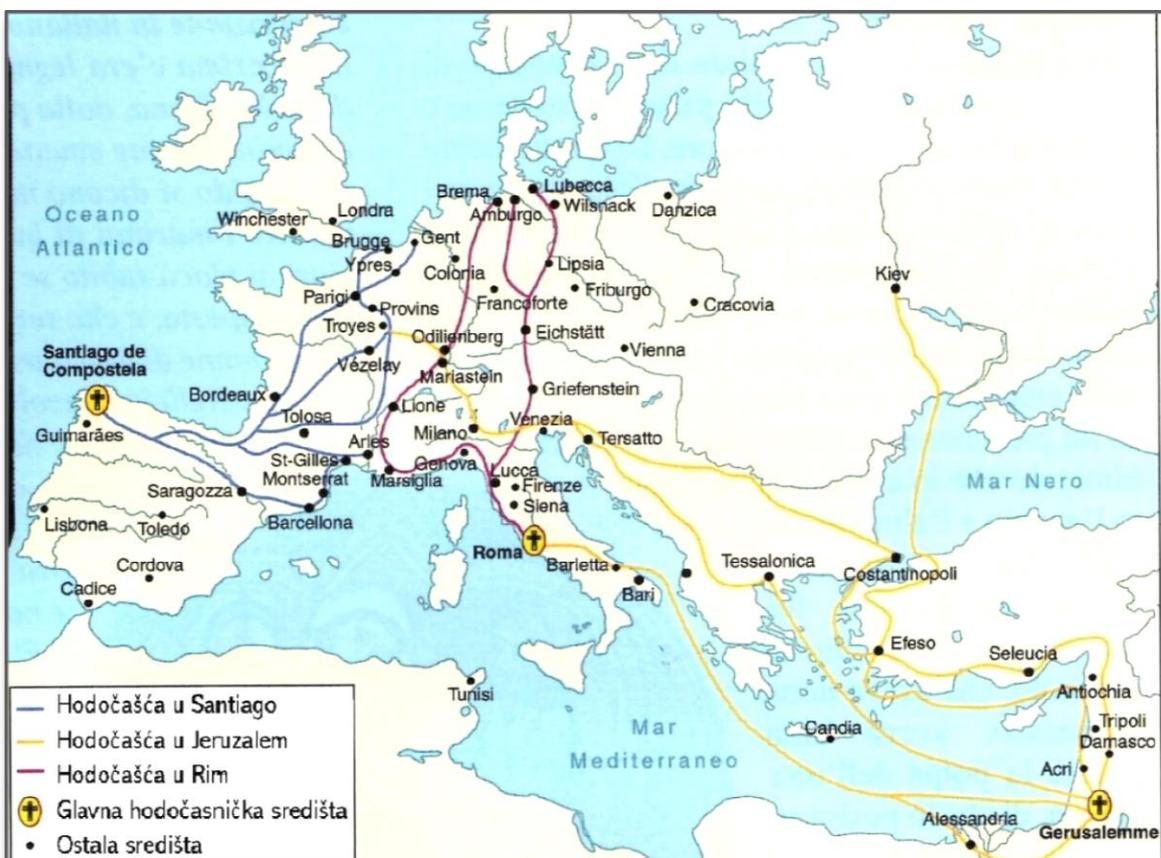 Oceano
Atlantico
Winchester
Londra
Brugge
Gent
Ypres
Parigi
Provins
Troyes
Vézelay
Brema
Amburgo
Lubecca
Wilsnack
Danzica
Colonia
Lipsia
Francoforte
Friburgo
Cracovia
Kiev
Eichstätt
Odilienberg
Mariastein
Vienna
Griefenstein
Santiago de
Compostela
Guimarães
Bordeaux
Tolosa
Lione
Milano
Venezia
Tersatto
Arles
St-Gilles
Montserrat
Marsiglia
Genova
Lucca
Firenze
Siena
Saragozza
Barcellona
Lisbona
Toledo
Cordova
Cadice
Roma
Barletta
Bari
Tessalonica
Costantinopoli
Mar Nero
Efeso
Seleucia
Antiochia
Tripoli
Damasco
Acri
Gerusalemme
Alessandria
Candia
Tunisi
Mar
Mediterraneo
Hodočašća u Santiago
Hodočašća u Jeruzalem
Hodočašća u Rim
Glavna hodočasnička središta
Ostala središta